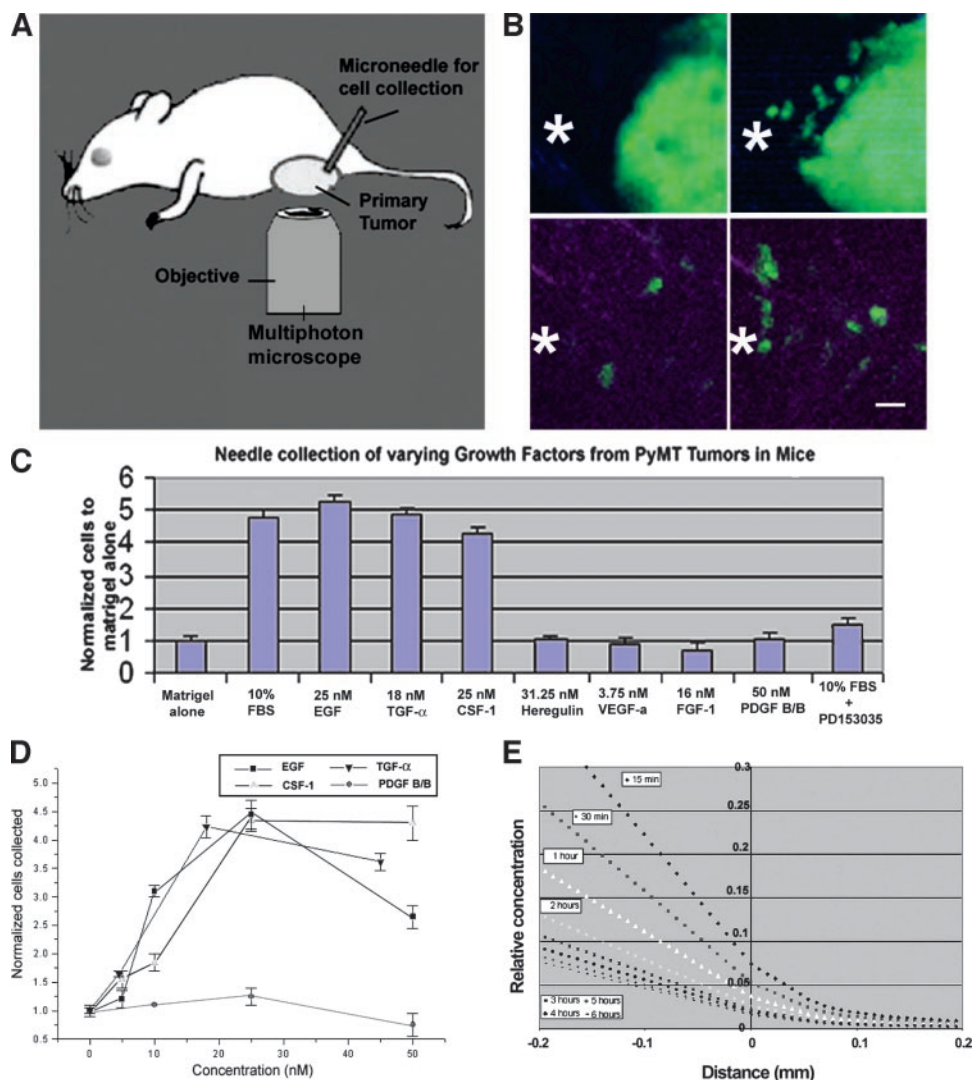 A
Microneedle for
cell collection
Primary
Tumor
Objective
Multiphoton
microscope
B
*
*
*
*
C
Needle collection of varying Growth Factors from PyMT Tumors in Mice
Normalized cells to
matrigel alone
6
5
4
3
2
1
0
Matrigel
alone
10%
FBS
25 nM
EGF
18 nM
TGF-α
25 nM
CSF-1
31.25 nM
Heregulin
3.75 nM
VEGF-a
16 nM
FGF-1
50 nM
PDGF B/B
10% FBS
+
PD153035
D
EGF
TGF-α
CSF-1
PDGF B/B
Normalized cells collected
5.0
4.5
4.0
3.5
3.0
2.5
2.0
1.5
1.0
0.5
0
10
20
30
40
50
Concentration (nM)
E
Relative concentration
0.3
0.25
0.2
0.15
0.1
0.05
0
15 min
30 min
1 hour
2 hours
3 hours
5 hours
4 hours
6 hours
-0.2
-0.1
0
0.1
0.2
Distance (mm)